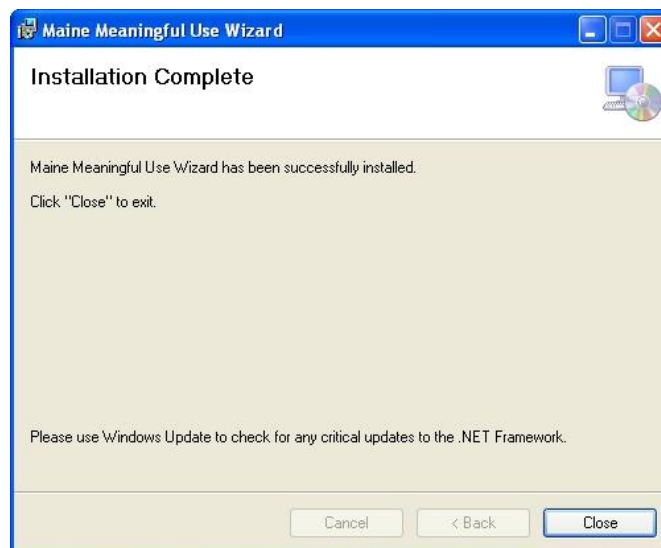 Maine Meaningful Use Wizard
Installation Complete
Maine Meaningful Use Wizard has been successfully installed.
Click "Close" to exit.
Please use Windows Update to check for any critical updates to the .NET Framework.
Cancel
< Back
Close